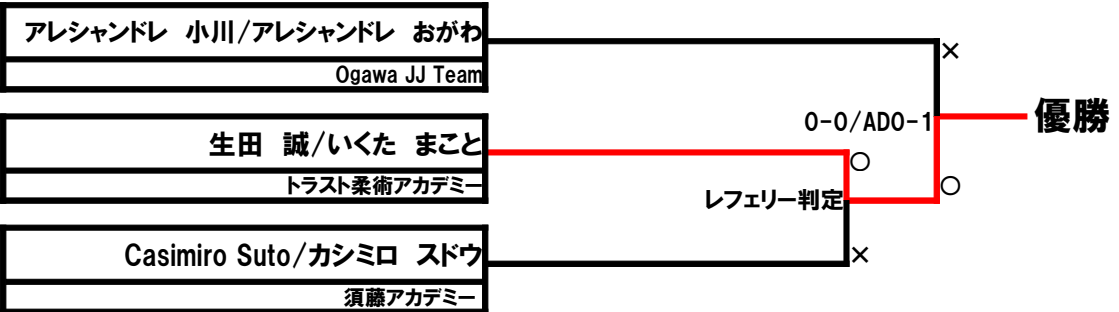 アレシャンドレ 小川/アレシャンドレ おがわ
Ogawa JJ Team
×
0-0/AD0-1
優勝
生田 誠/いくた まこと
トラスト柔術アカデミー
○
○
レフェリー判定
Casimiro Suto/カシミロ スドウ
×
須藤アカデミー